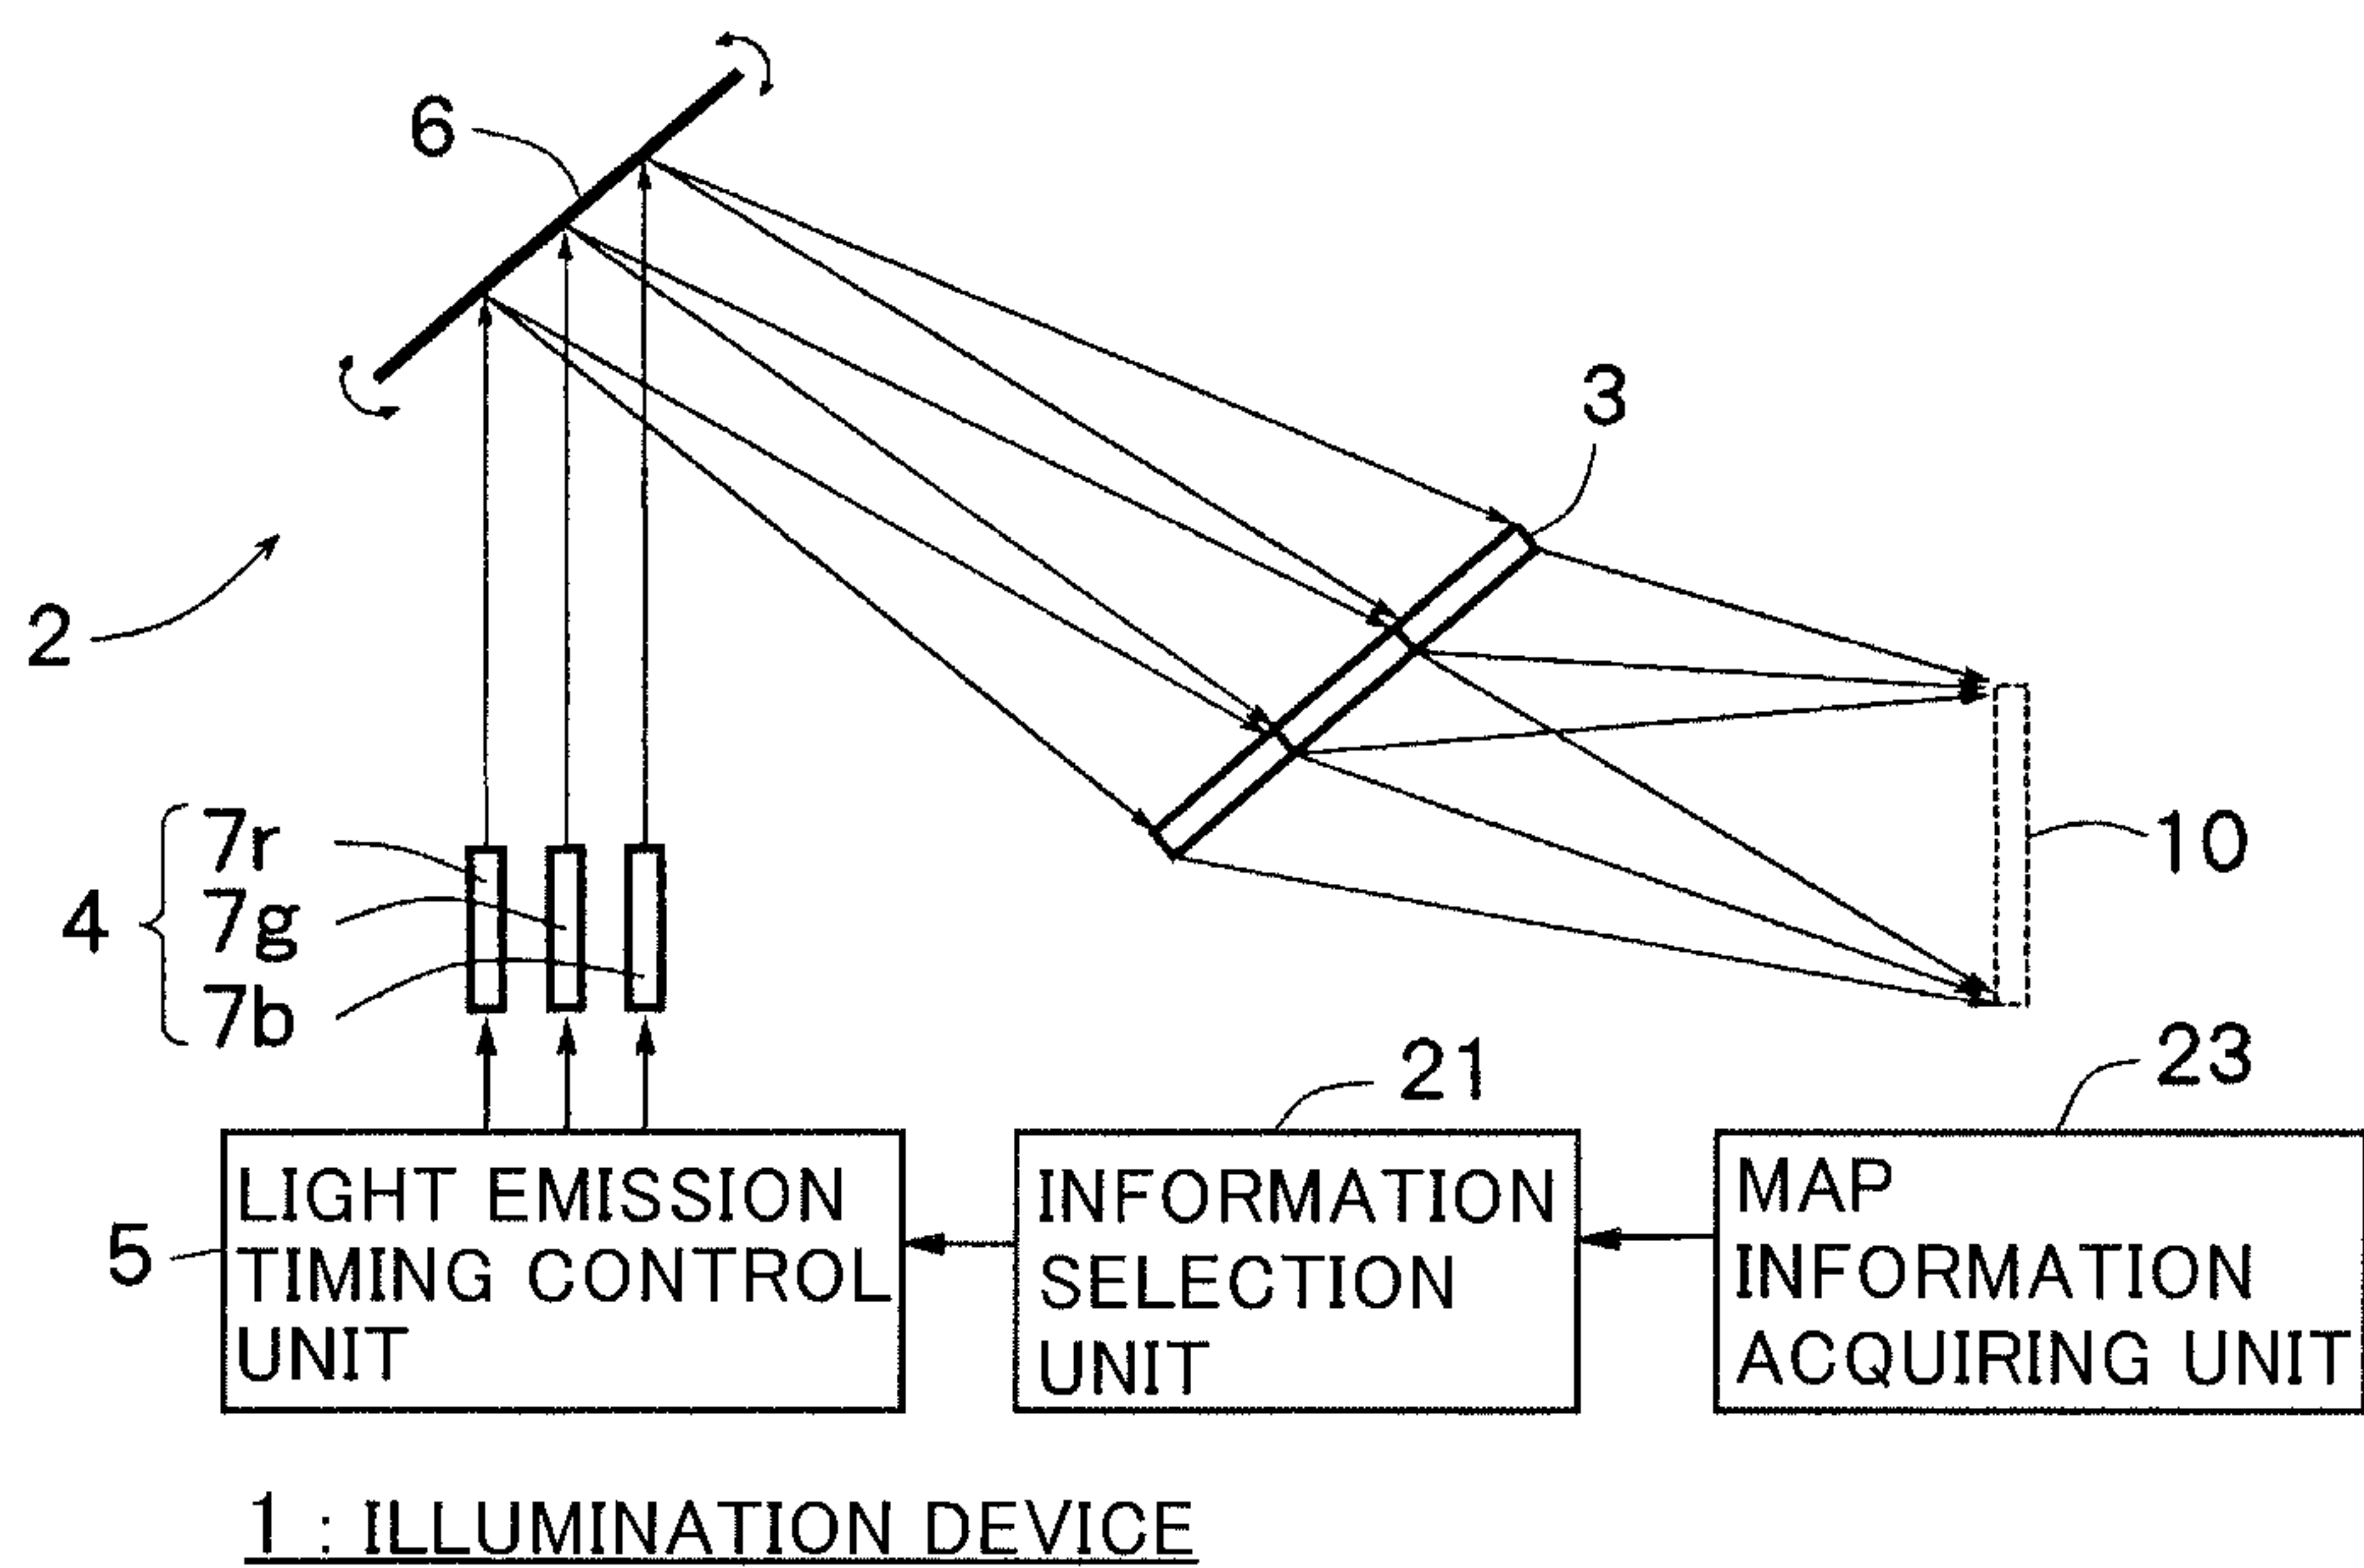 6
3
2
4
7r
7g
7b
10
21
23
5
LIGHT EMISSION
TIMING CONTROL
UNIT
INFORMATION
SELECTION
UNIT
MAP
INFORMATION
ACQUIRING UNIT
1 : ILLUMINATION DEVICE